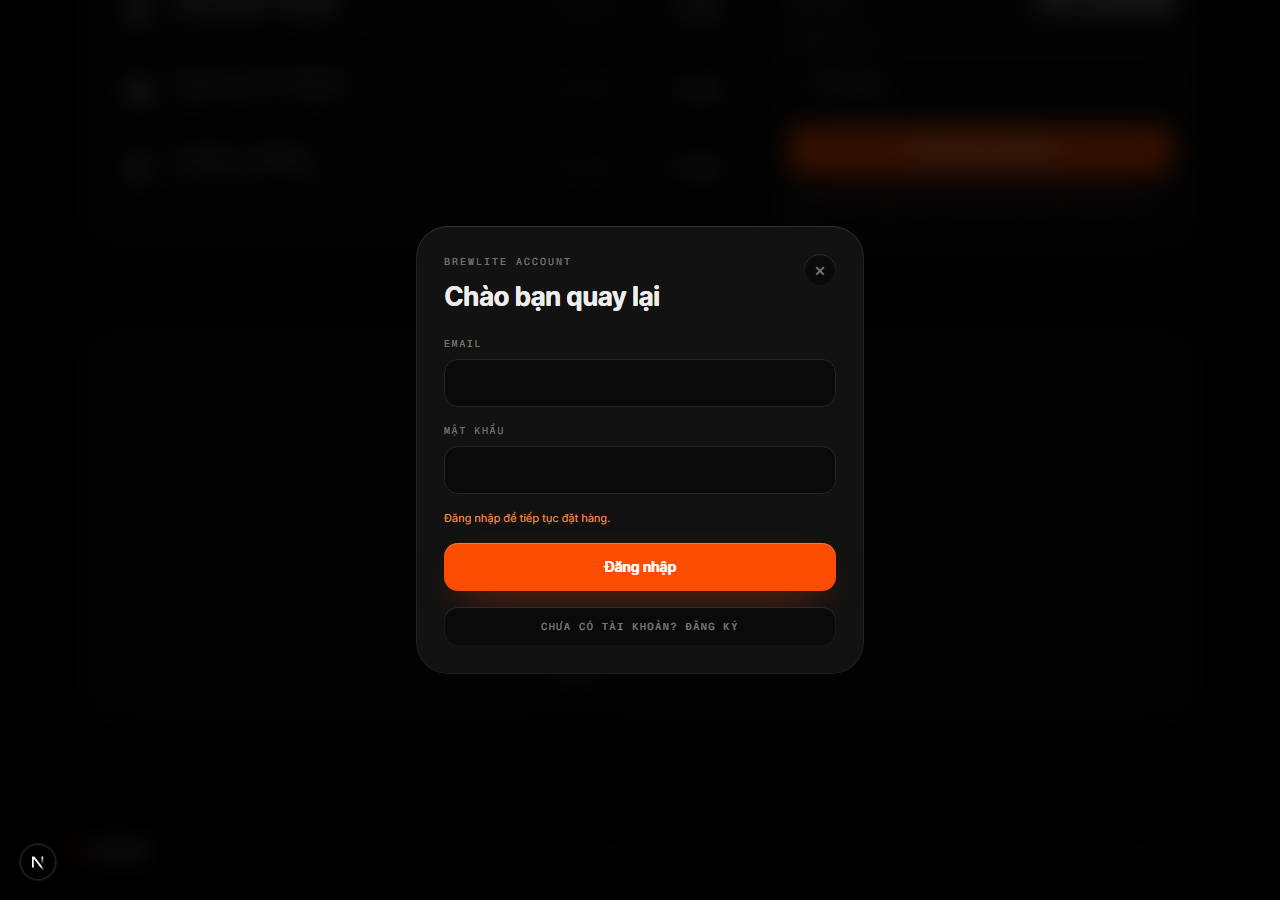 BREWLITE ACCOUNT
Chào bạn quay lại
EMAIL
MẬT KHẨU
Đăng nhập để tiếp tục đặt hàng.
Đăng nhập
CHƯA CÓ TÀI KHOẢN? ĐĂNG KÝ